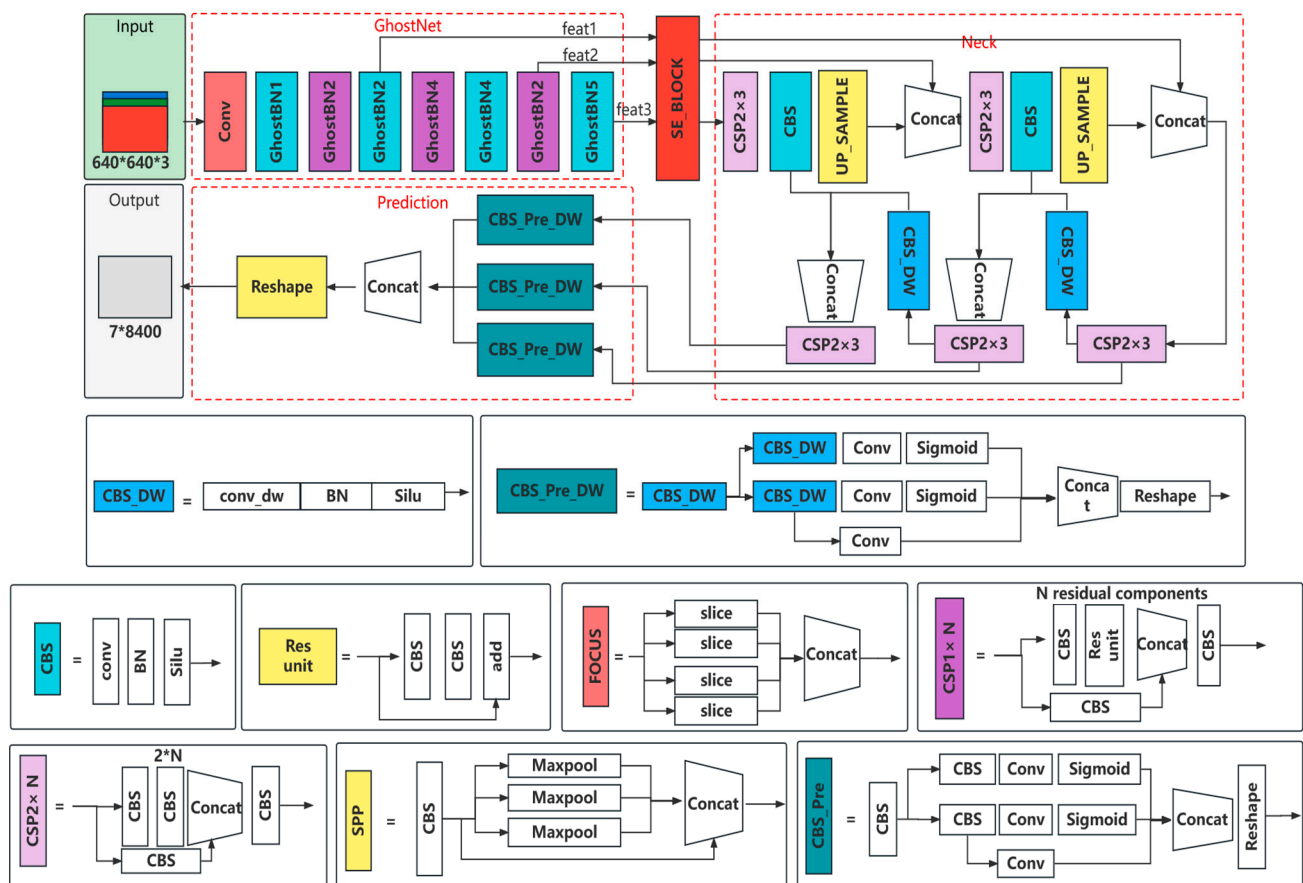 Input
640*640*3
GhostNet
feat1
feat2
feat3
Conv
GhostBN1
GhostBN2
GhostBN2
GhostBN4
GhostBN4
GhostBN2
GhostBN5
SE_BLOCK
Neck
CSP2×3
CBS
UP_SAMPLE
Concat
CSP2×3
CBS
UP_SAMPLE
Concat
CBS_DW
CBS_DW
Concat
Concat
CSP2×3
CSP2×3
CSP2×3
Output
7*8400
Prediction
Reshape
Concat
CBS_Pre_DW
CBS_Pre_DW
CBS_Pre_DW
CBS_DW
=
conv_dw
BN
Silu
CBS_Pre_DW
=
CBS_DW
CBS_DW
Conv
Sigmoid
CBS_DW
Conv
Sigmoid
Conv
Conca
t
Reshape
CBS
=
conv
BN
Silu
Res
unit
=
CBS
CBS
add
FOCUS
=
slice
slice
slice
slice
Concat
N residual components
CSP1× N
=
CBS
Res
unit
Concat
CBS
CBS
2*N
CSP2× N
=
CBS
CBS
Concat
CBS
CBS
SPP
=
CBS
Maxpool
Maxpool
Maxpool
Concat
CBS_Pre
=
CBS
CBS
Conv
Sigmoid
CBS
Conv
Sigmoid
Conv
Concat
Reshape